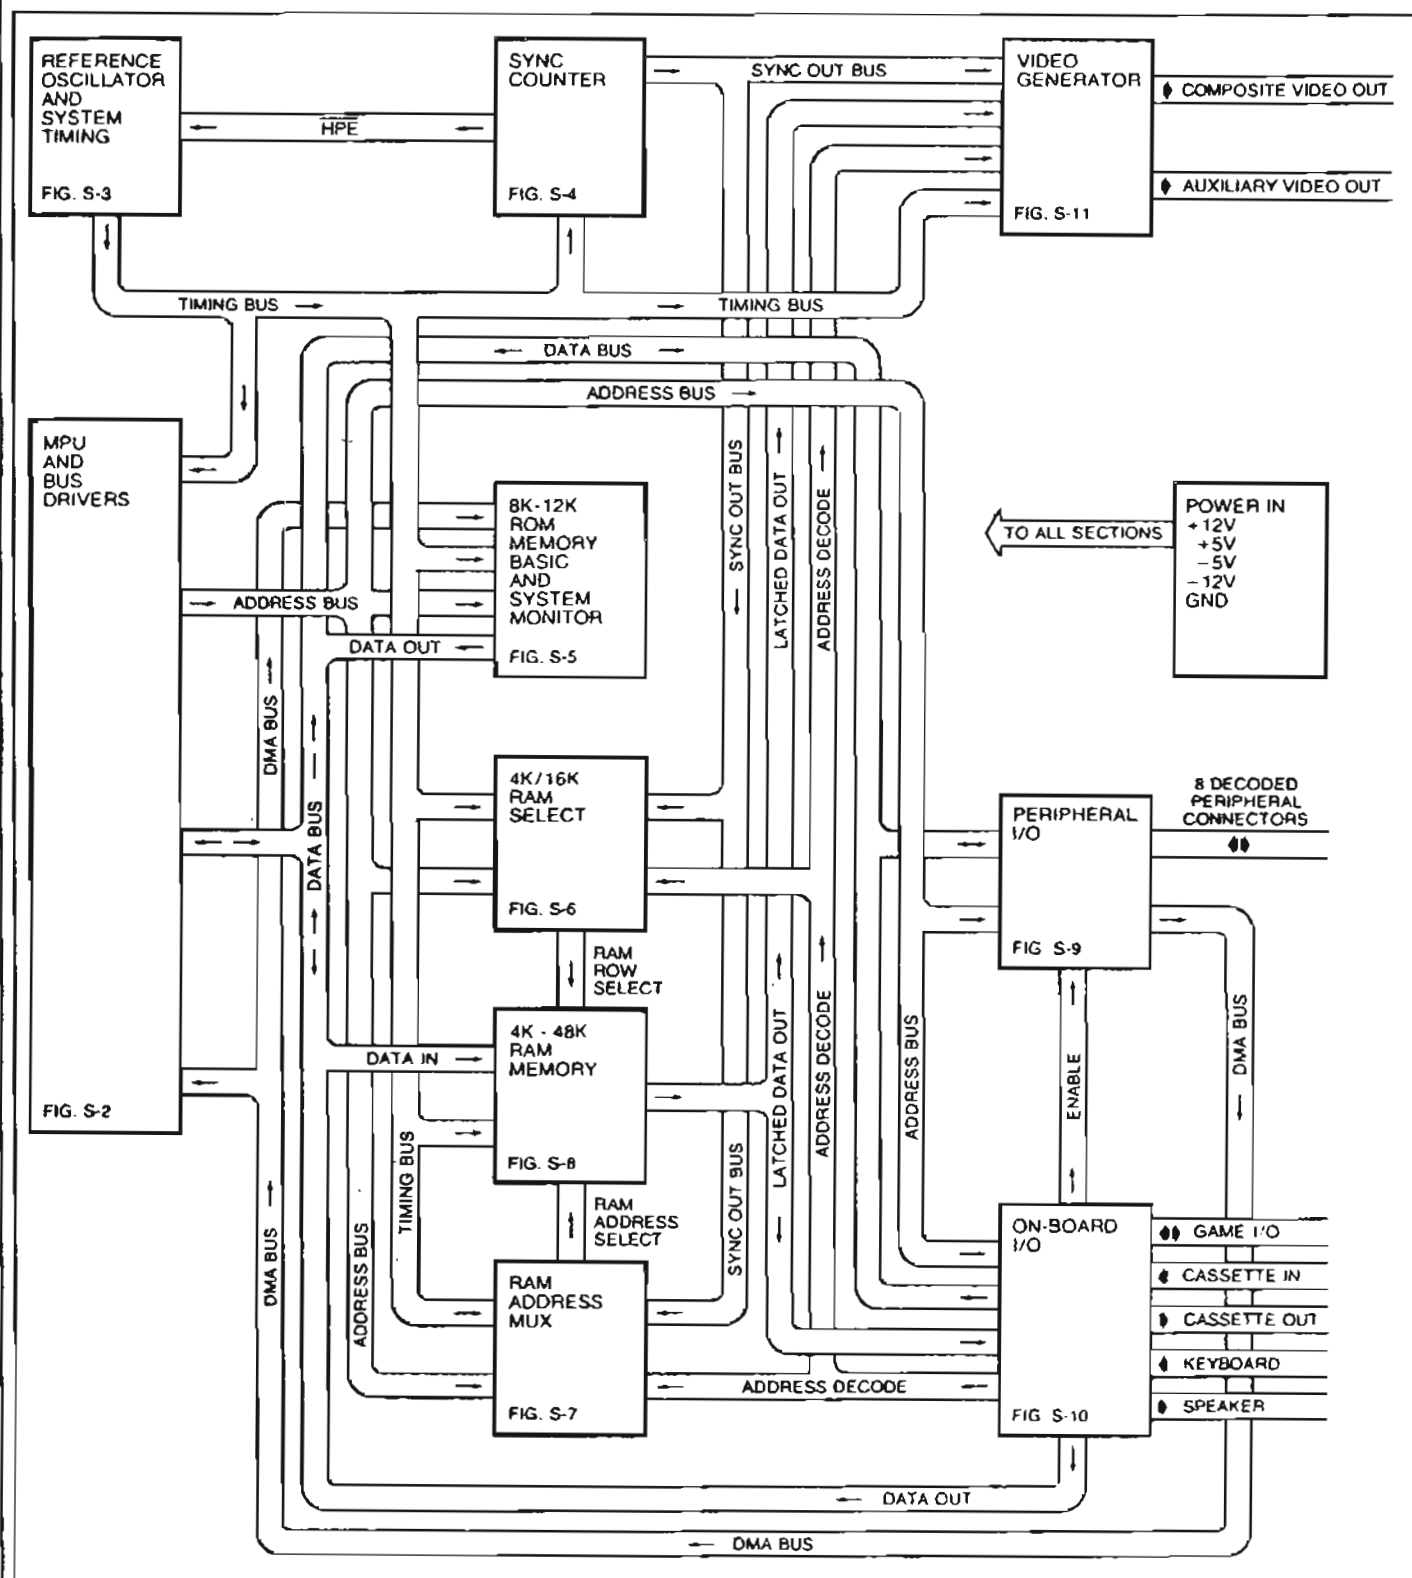 REFERENCE
OSCILLATOR
AND
SYSTEM
TIMING
FIG. S-3
HPE
SYNC
COUNTER
FIG. S-4
SYNC OUT BUS
VIDEO
GENERATOR
FIG. S-11
COMPOSITE VIDEO OUT
AUXILIARY VIDEO OUT
TIMING BUS
TIMING BUS
DATA BUS
ADDRESS BUS
MPU
AND
BUS
DRIVERS
FIG. S-2
8K-12K
ROM
MEMORY
BASIC
AND
SYSTEM
MONITOR
FIG. S-5
ADDRESS BUS
DATA OUT
DMA BUS
DATA BUS
SYNC OUT BUS
LATCHED DATA OUT
ADDRESS DECODE
TO ALL SECTIONS
POWER IN
+12V
+5V
-5V
-12V
GND
4K/16K
RAM
SELECT
FIG. S-6
RAM
ROW
SELECT
PERIPHERAL
I/O
FIG S-9
8 DECODED
PERIPHERAL
CONNECTORS
4K - 48K
RAM
MEMORY
FIG. S-8
DATA IN
RAM
ADDRESS
SELECT
TIMING BUS
ADDRESS BUS
DMA BUS
SYNC OUT BUS
LATCHED DATA OUT
ADDRESS DECODE
ADDRESS BUS
ENABLE
DMA BUS
RAM
ADDRESS
MUX
FIG. S-7
ADDRESS DECODE
ON-BOARD
I/O
FIG S-10
GAME I/O
CASSETTE IN
CASSETTE OUT
KEYBOARD
SPEAKER
DATA OUT
DMA BUS